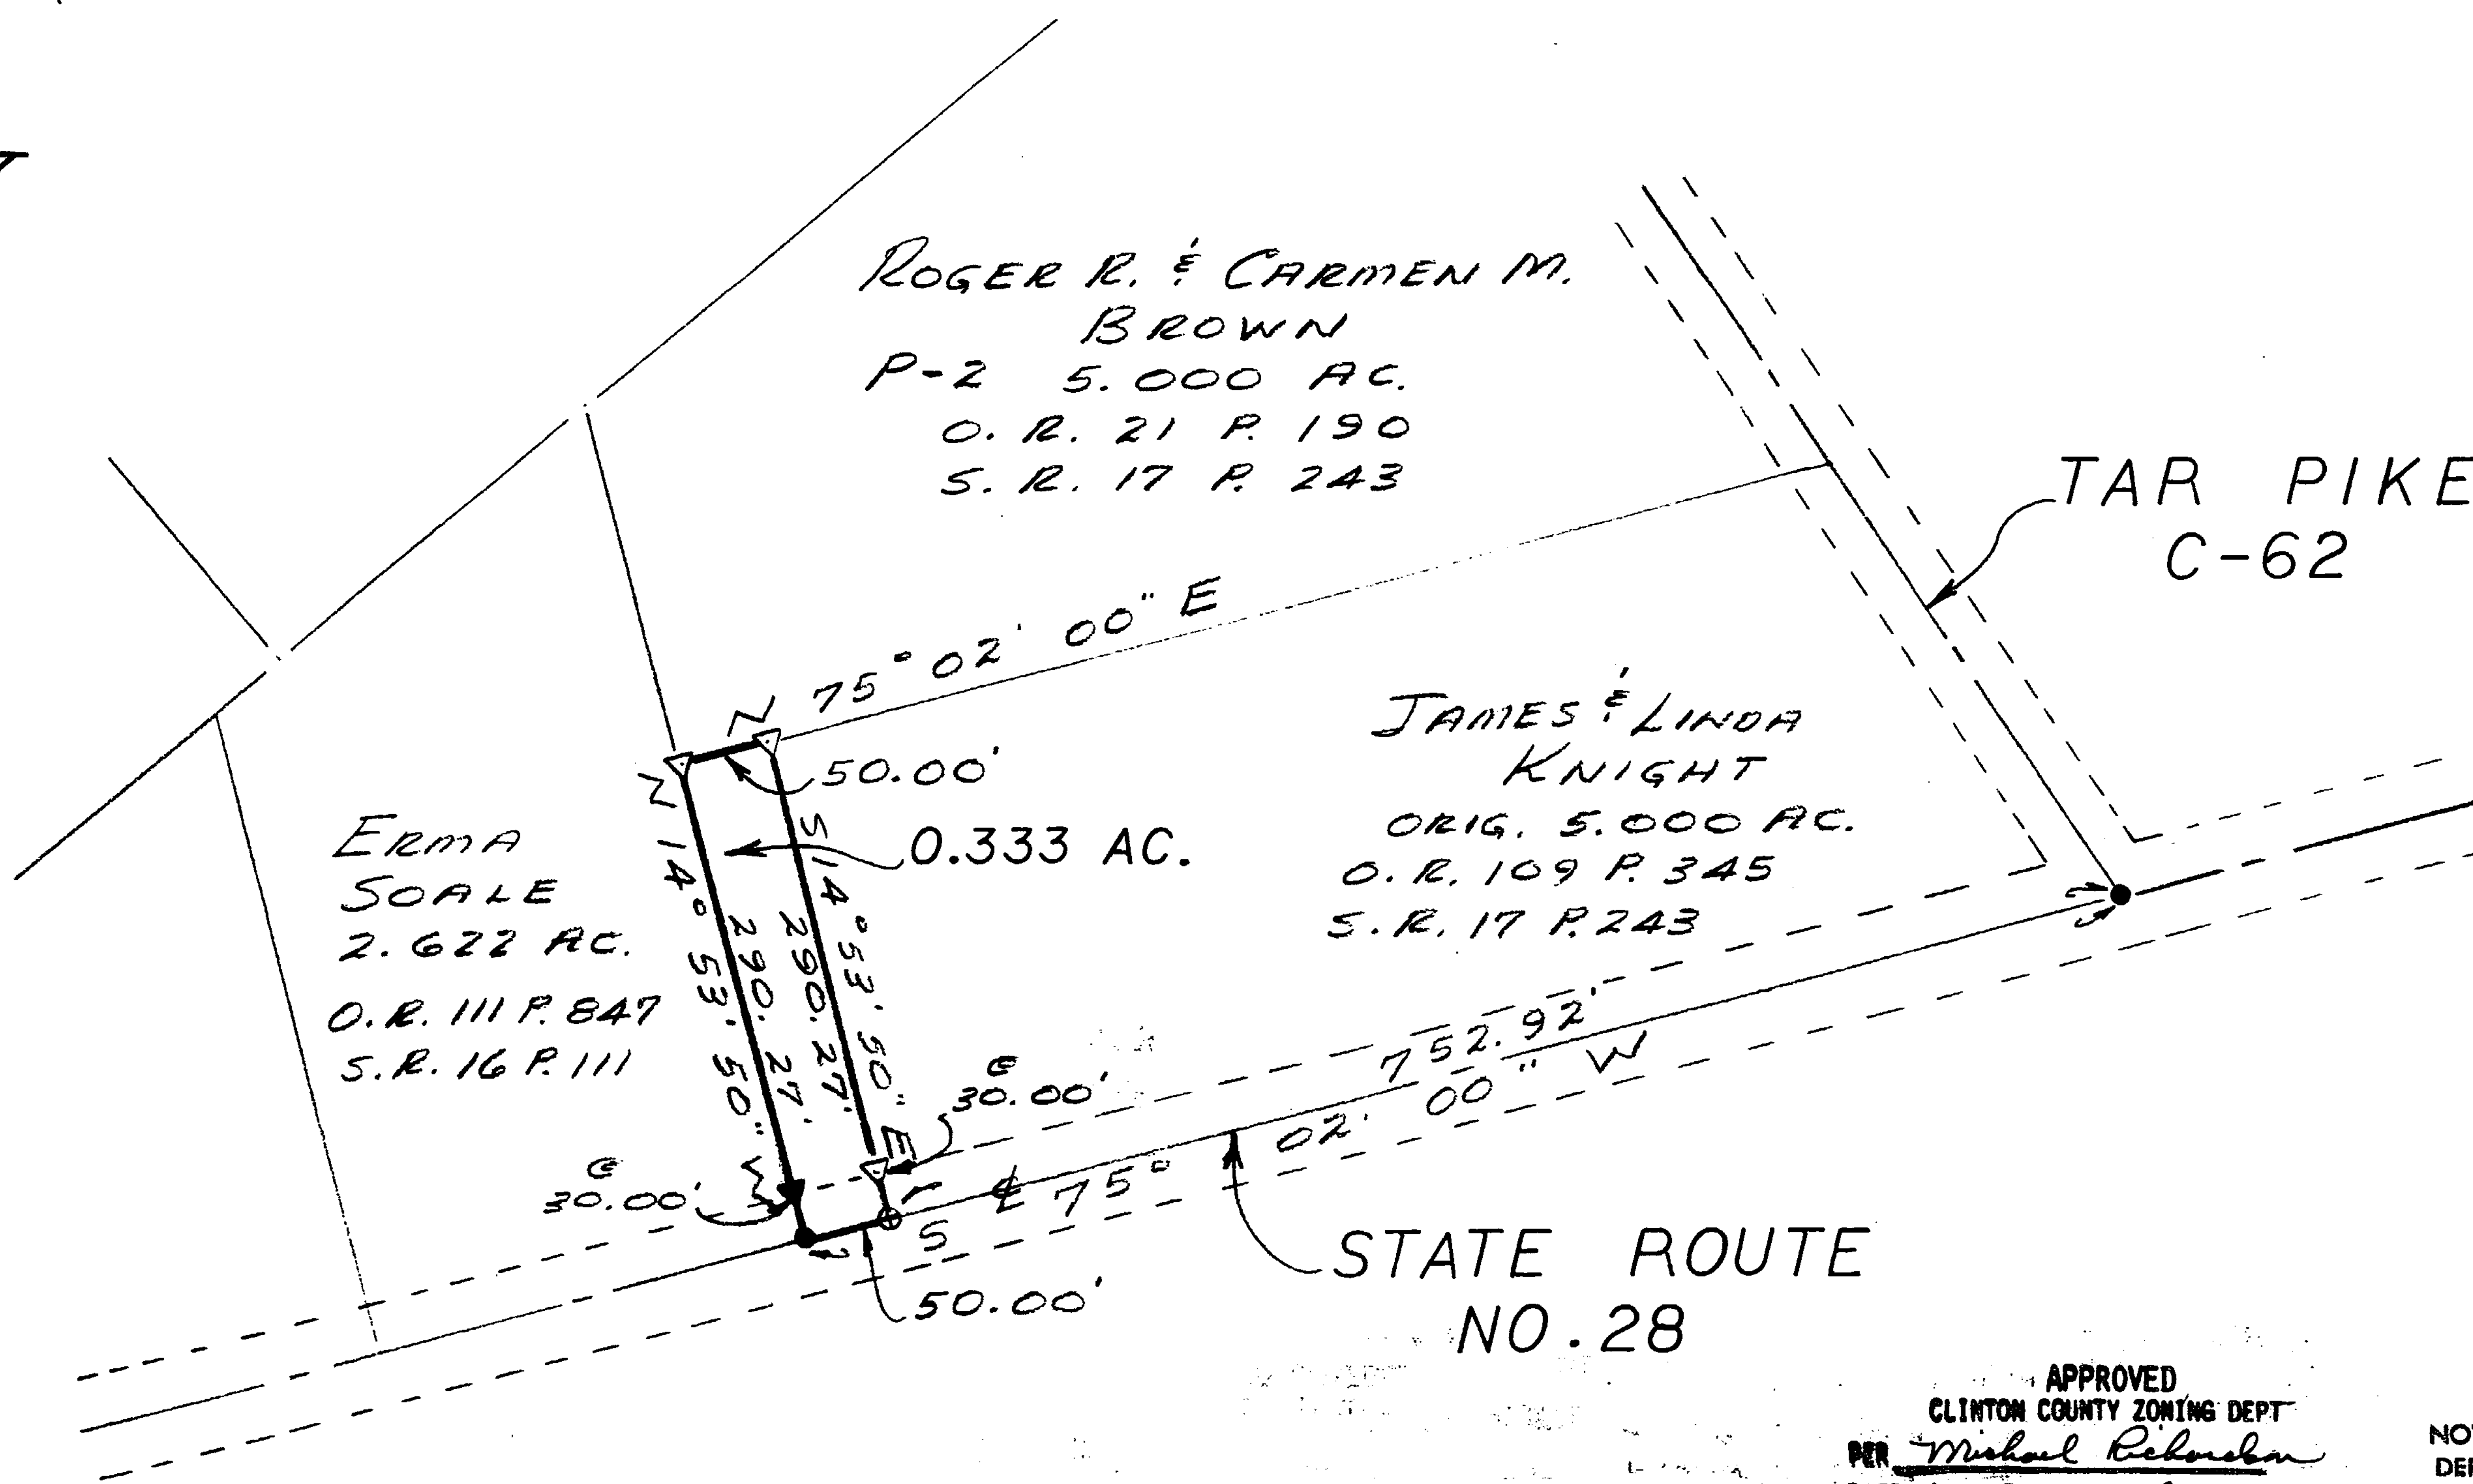 ROGER R. & CARMEN M.
BROWN
P-2 5.000 AC.
O. R. 21 P. 190
S. R. 17 P. 243
TAR PIKE
C-62
N 75° 02' 00" E
50.00'
0.333 AC.
JAMES & LINDA
KNIGHT
ORIG. 5.000 AC.
O. R. 109 P. 345
S. R. 17 P. 243
ERMA
SOALE
2.622 AC.
O. R. 111 P. 847
S. R. 16 P. 111
N 14° 53' 50" W
290.27'
290.27'
S 14° 53' 50" E
@
30.00'
@
30.00'
752.92'
S 75° 02' 00" W
℄
50.00'
STATE ROUTE
NO. 28
APPROVED
CLINTON COUNTY ZONING DEPT
PER Michael Richardson